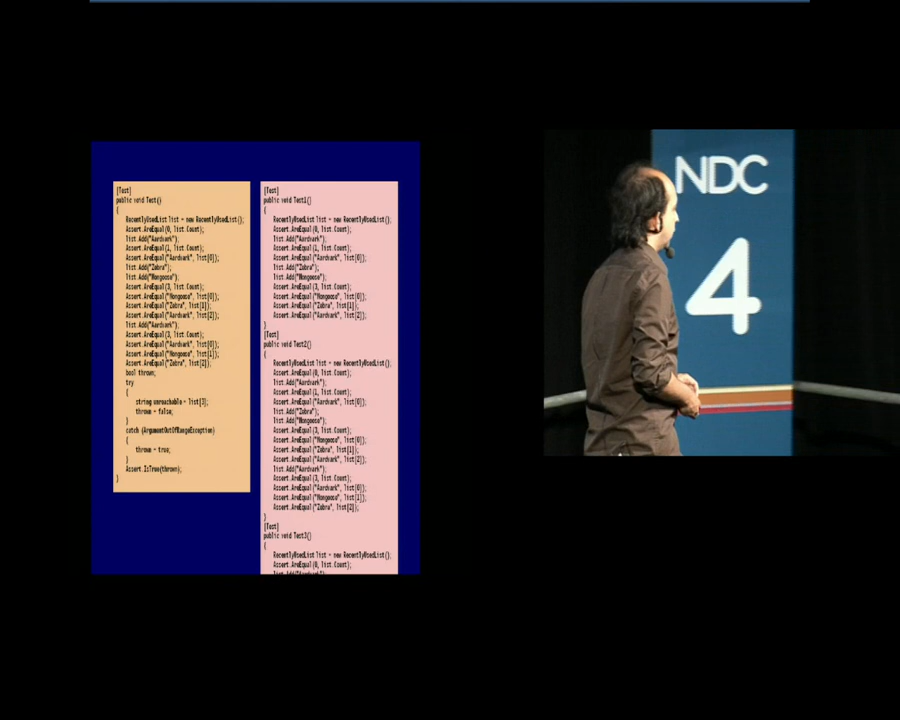 [Test]
public void Test()
{
RecentlyUsedList list = new RecentlyUsedList();
Assert.AreEqual(0, list.Count);
list.Add("Aardvark");
Assert.AreEqual(1, list.Count);
Assert.AreEqual("Aardvark", list[0]);
list.Add("Zebra");
list.Add("Mongoose");
Assert.AreEqual(3, list.Count);
Assert.AreEqual("Mongoose", list[0]);
Assert.AreEqual("Zebra", list[1]);
Assert.AreEqual("Aardvark", list[2]);
list.Add("Aardvark");
Assert.AreEqual(3, list.Count);
Assert.AreEqual("Aardvark", list[0]);
Assert.AreEqual("Mongoose", list[1]);
Assert.AreEqual("Zebra", list[2]);
bool thrown;
try
{
string unreachable = list[3];
thrown = false;
}
catch (ArgumentOutOfRangeException)
{
thrown = true;
}
Assert.IsTrue(thrown);
}
[Test]
public void Test1()
{
RecentlyUsedList list = new RecentlyUsedList();
Assert.AreEqual(0, list.Count);
list.Add("Aardvark");
Assert.AreEqual(1, list.Count);
Assert.AreEqual("Aardvark", list[0]);
list.Add("Zebra");
list.Add("Mongoose");
Assert.AreEqual(3, list.Count);
Assert.AreEqual("Mongoose", list[0]);
Assert.AreEqual("Zebra", list[1]);
Assert.AreEqual("Aardvark", list[2]);
}
[Test]
public void Test2()
{
RecentlyUsedList list = new RecentlyUsedList();
Assert.AreEqual(0, list.Count);
list.Add("Aardvark");
Assert.AreEqual(1, list.Count);
Assert.AreEqual("Aardvark", list[0]);
list.Add("Zebra");
list.Add("Mongoose");
Assert.AreEqual(3, list.Count);
Assert.AreEqual("Mongoose", list[0]);
Assert.AreEqual("Zebra", list[1]);
Assert.AreEqual("Aardvark", list[2]);
list.Add("Aardvark");
Assert.AreEqual(3, list.Count);
Assert.AreEqual("Aardvark", list[0]);
Assert.AreEqual("Mongoose", list[1]);
Assert.AreEqual("Zebra", list[2]);
}
[Test]
public void Test3()
{
RecentlyUsedList list = new RecentlyUsedList();
Assert.AreEqual(0, list.Count);
NDC
4